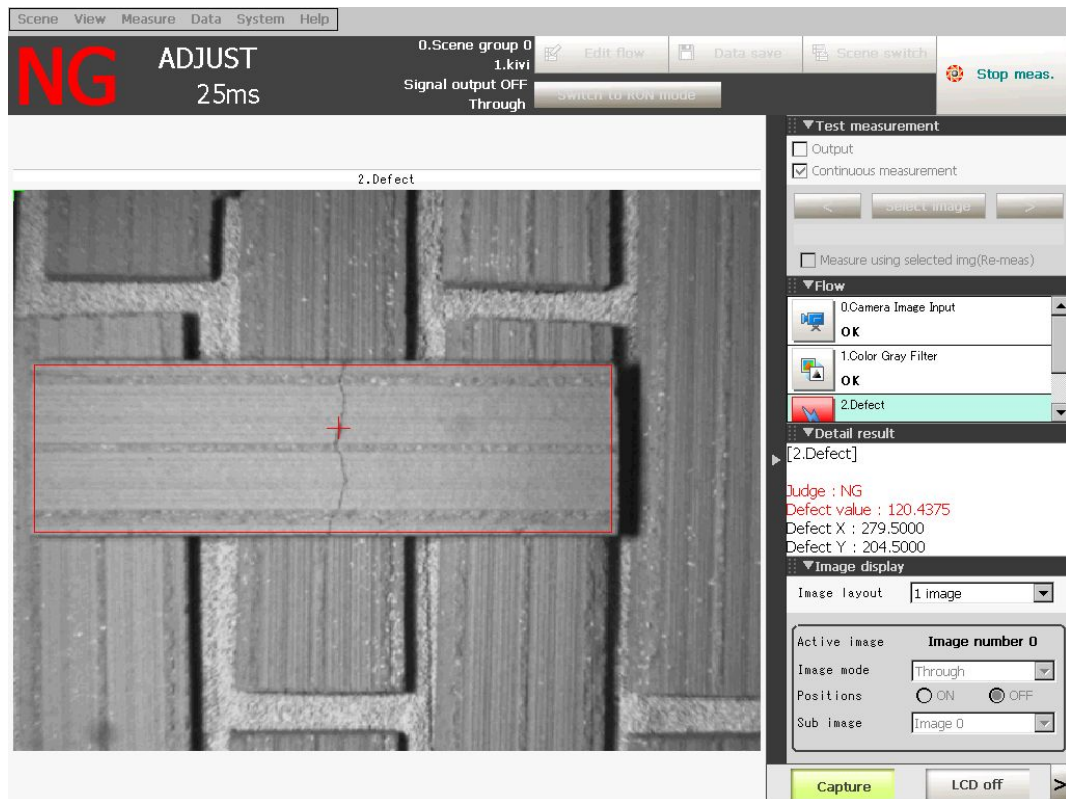 Scene View Measure Data System Help
NG
ADJUST
25ms
0.Scene group 0
1.kivi
Signal output OFF
Through
Edit flow
Data save
Scene switch
Switch to RUN mode
Stop meas.
2.Defect
▼Test measurement
Output
Continuous measurement
< Select image >
Measure using selected img(Re-meas)
▼Flow
0.Camera Image Input
OK
1.Color Gray Filter
OK
2.Defect
▼Detail result
[2.Defect]
Judge : NG
Defect value : 120.4375
Defect X : 279.5000
Defect Y : 204.5000
▼Image display
Image layout 1 image
Active image Image number 0
Image mode Through
Positions ON OFF
Sub image Image 0
Capture LCD off >